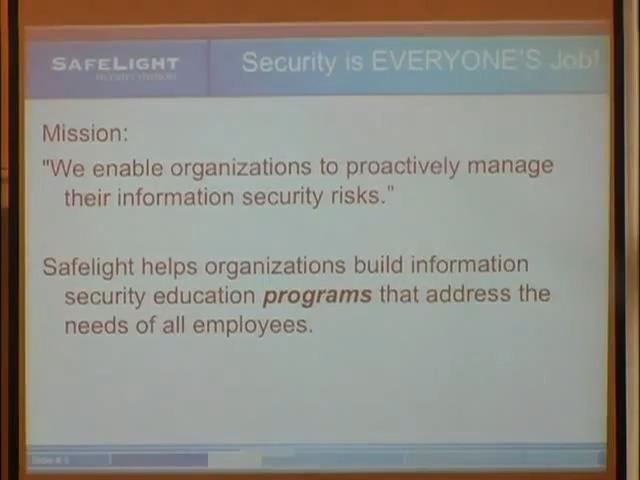 SAFELIGHT
Security is EVERYONE'S Job!
Mission:
"We enable organizations to proactively manage
their information security risks."
Safelight helps organizations build information
security education programs that address the
needs of all employees.